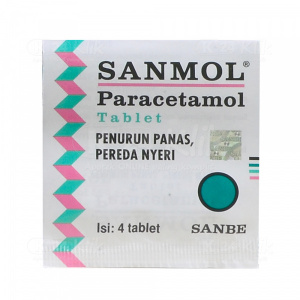 SANMOL®
Paracetamol
Tablet
PENURUN PANAS,
PEREDA NYERI
Isi: 4 tablet
SANBE